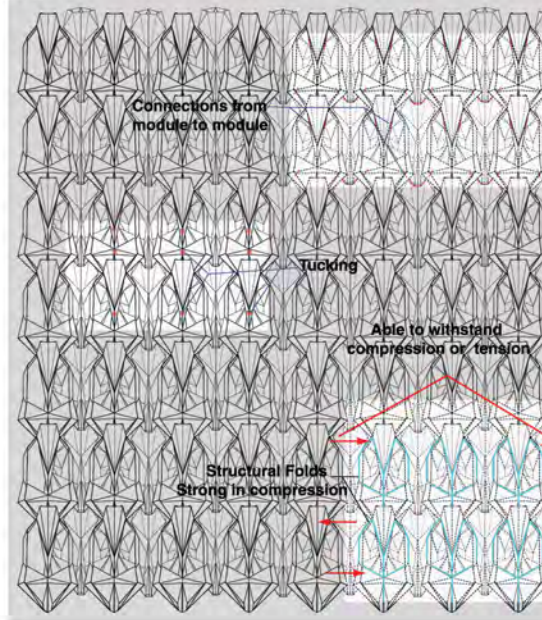 Connections from
module to module
Tucking
Able to withstand
compression or tension
Structural Folds
Strong in compression